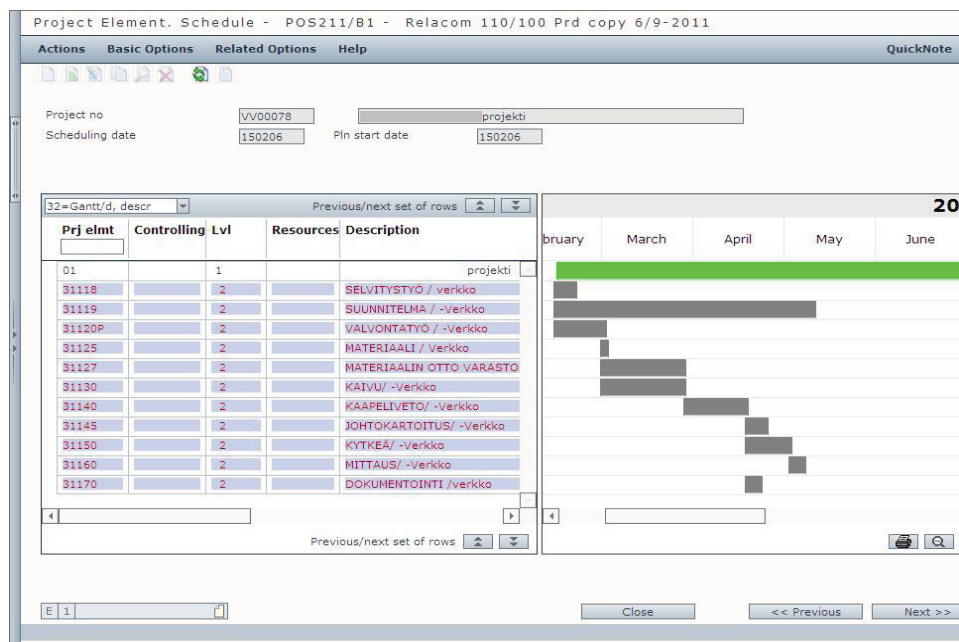 Project Element. Schedule - POS211/B1 - Relacom 110/100 Prd copy 6/9-2011
Actions Basic Options Related Options Help QuickNote
Project no VV00078 projekti
Scheduling date 150206 Pln start date 150206
32=Gantt/d, descr Previous/next set of rows 20
Prj elmt Controlling Lvl Resources Description
bruary March April May June
01 1 projekti
31118 2 SELVITYSTYÖ / verkko
31119 2 SUUNNITELMA / -Verkko
31120P 2 VALVONTATYÖ / -Verkko
31125 2 MATERIAALI / Verkko
31127 2 MATERIAALIN OTTO VARASTO
31130 2 KAIVU/ -Verkko
31140 2 KAAPELIVETO/ -Verkko
31145 2 JOHTOKARTOITUS/ -Verkko
31150 2 KYTKEÄ/ -Verkko
31160 2 MITTAUS/ -Verkko
31170 2 DOKUMENTOINTI /verkko
Previous/next set of rows
E 1 Close << Previous Next >>